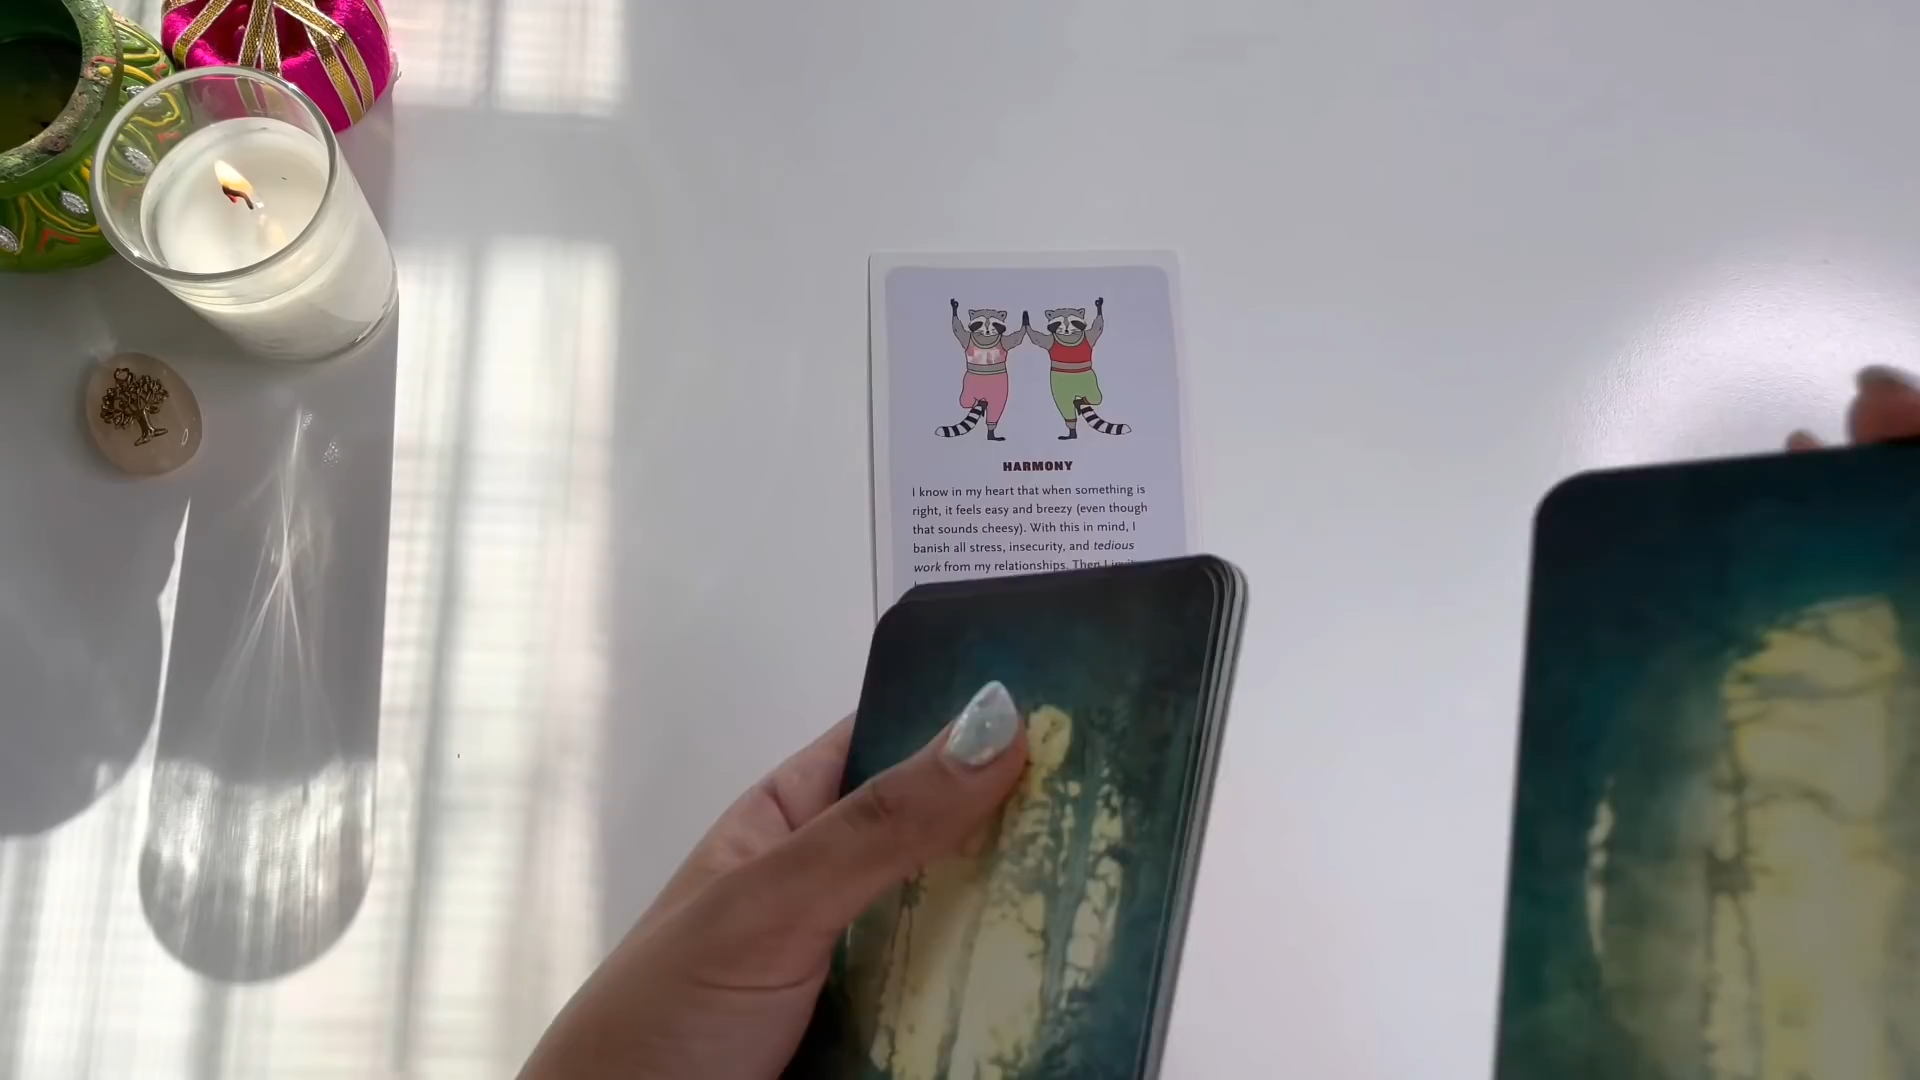 HARMONY
I know in my heart that when something is
right, it feels easy and breezy (even though
that sounds cheesy). With this in mind, I
banish all stress, insecurity, and tedious
work from my relationships. Then I